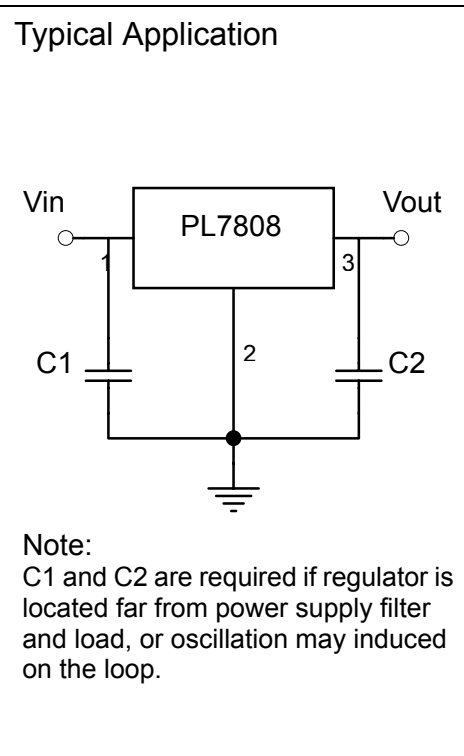 Typical Application
Vin
Vout
PL7808
1
3
C1
2
C2
Note:
C1 and C2 are required if regulator is
located far from power supply filter
and load, or oscillation may induced
on the loop.